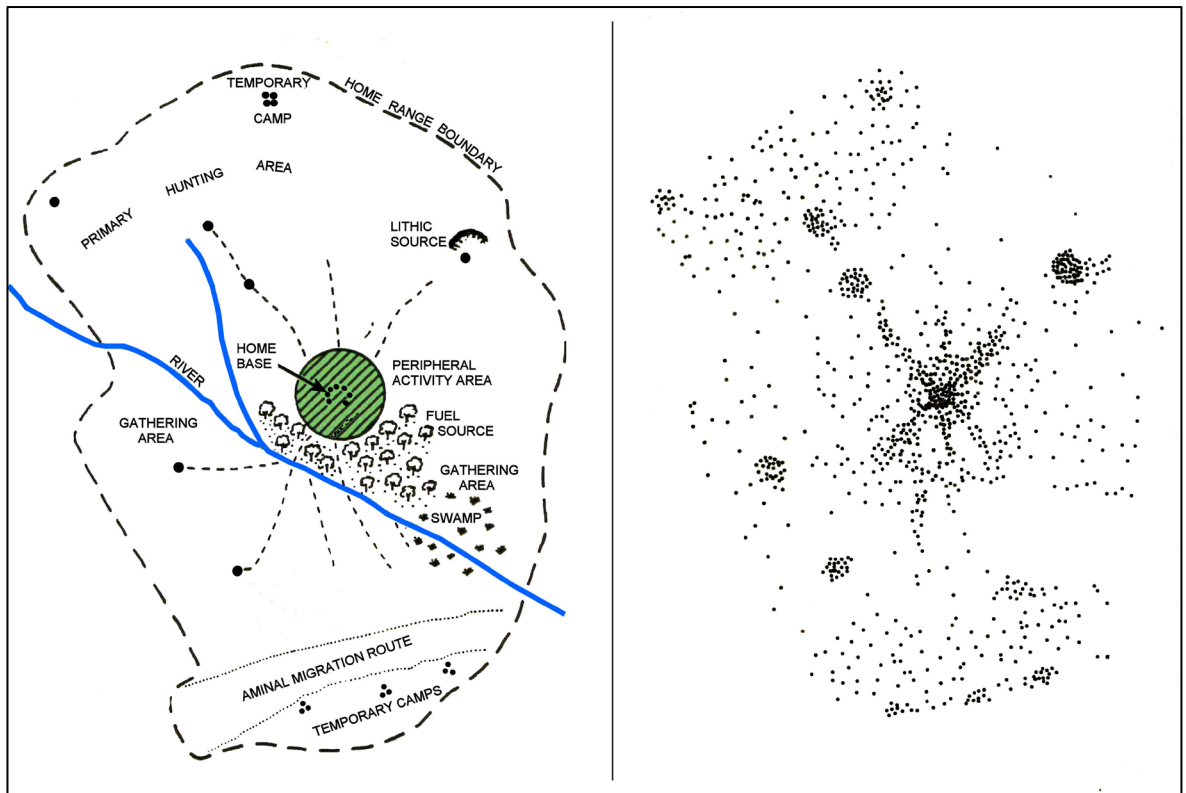 TEMPORARY
CAMP
HOME RANGE BOUNDARY
PRIMARY HUNTING AREA
LITHIC
SOURCE
HOME
BASE
RIVER
PERIPHERAL
ACTIVITY AREA
FUEL
SOURCE
GATHERING
AREA
GATHERING
AREA
SWAMP
AMINAL MIGRATION ROUTE
TEMPORARY CAMPS